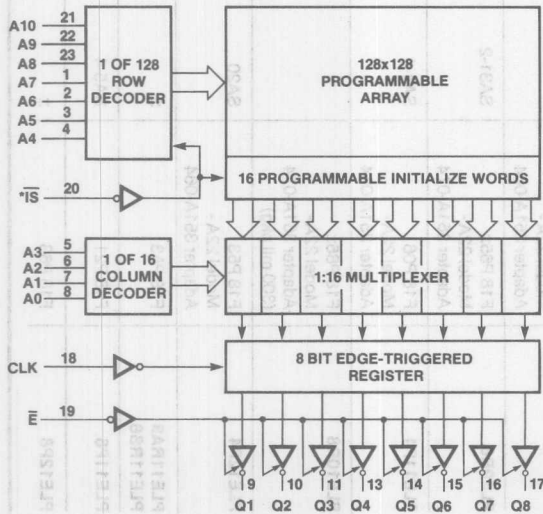 A10 21
A9 22
A8 23
A7 1
A6 2
A5 3
A4 4
1 OF 128
ROW
DECODER
128x128
PROGRAMMABLE
ARRAY
16 PROGRAMMABLE INITIALIZE WORDS
*I̅S̅ 20
A3 5
A2 6
A1 7
A0 8
1 OF 16
COLUMN
DECODER
1:16 MULTIPLEXER
CLK 18
8 BIT EDGE-TRIGGERED
REGISTER
E̅ 19
9 10 11 13 14 15 16 17
Q1 Q2 Q3 Q4 Q5 Q6 Q7 Q8